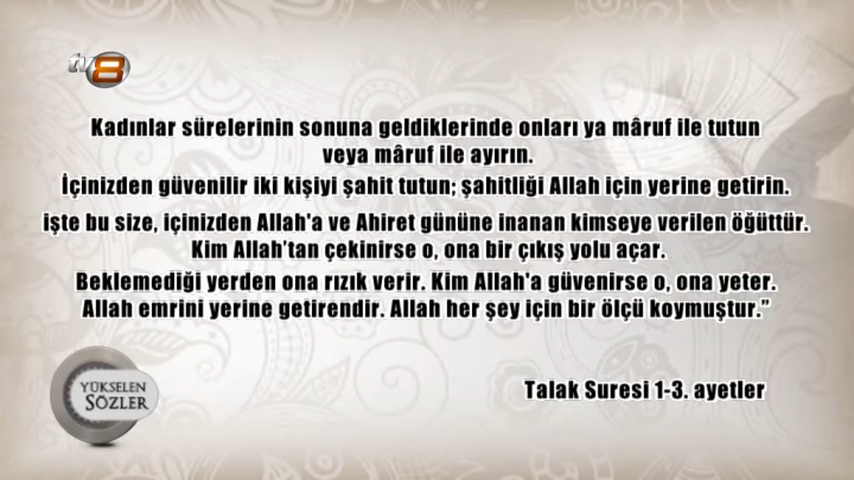 tv8
Kadınlar sürelerinin sonuna geldiklerinde onları ya mâruf ile tutun
veya mâruf ile ayırın.
İçinizden güvenilir iki kişiyi şahit tutun; şahitliği Allah için yerine getirin.
işte bu size, içinizden Allah'a ve Ahiret gününe inanan kimseye verilen öğüttür.
Kim Allah'tan çekinirse o, ona bir çıkış yolu açar.
Beklemediği yerden ona rızık verir. Kim Allah'a güvenirse o, ona yeter.
Allah emrini yerine getirendir. Allah her şey için bir ölçü koymuştur.”
YÜKSELEN
SÖZLER
Talak Suresi 1-3. ayetler